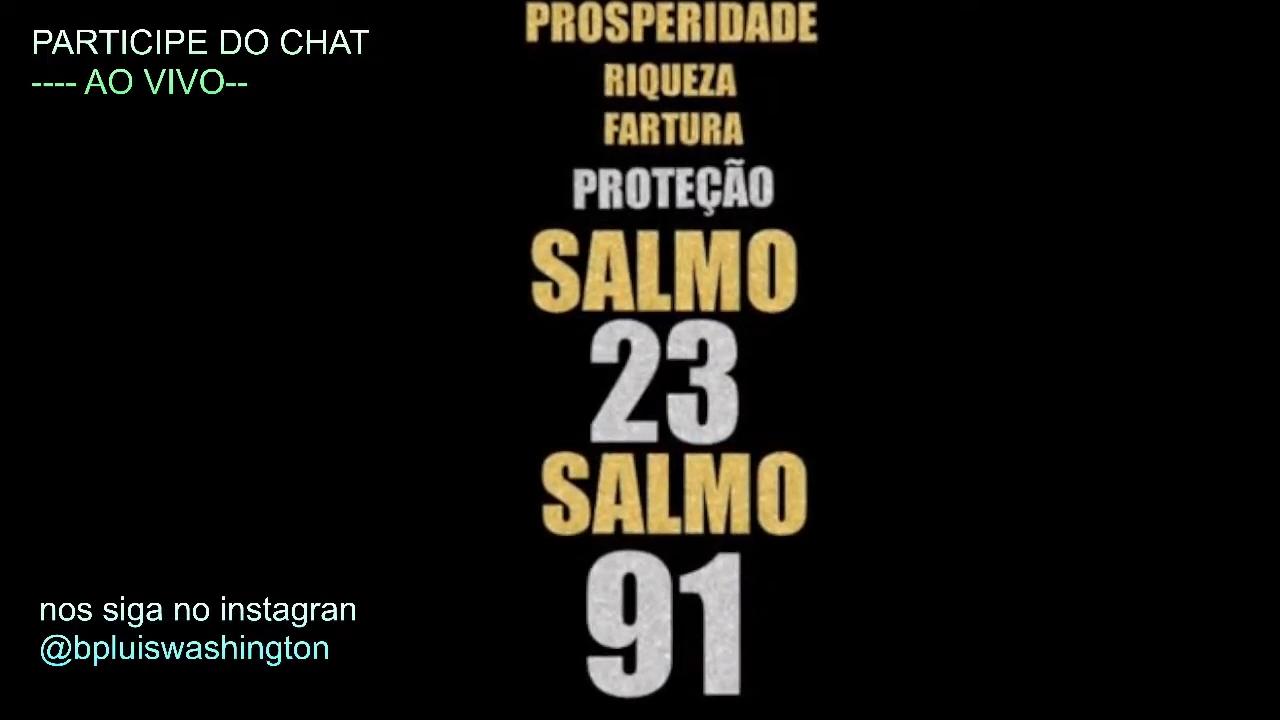 PARTICIPE DO CHAT
---- AO VIVO--
PROSPERIDADE
RIQUEZA
FARTURA
PROTEÇÃO
SALMO
23
SALMO
91
nos siga no instagran
@bpluiswashington